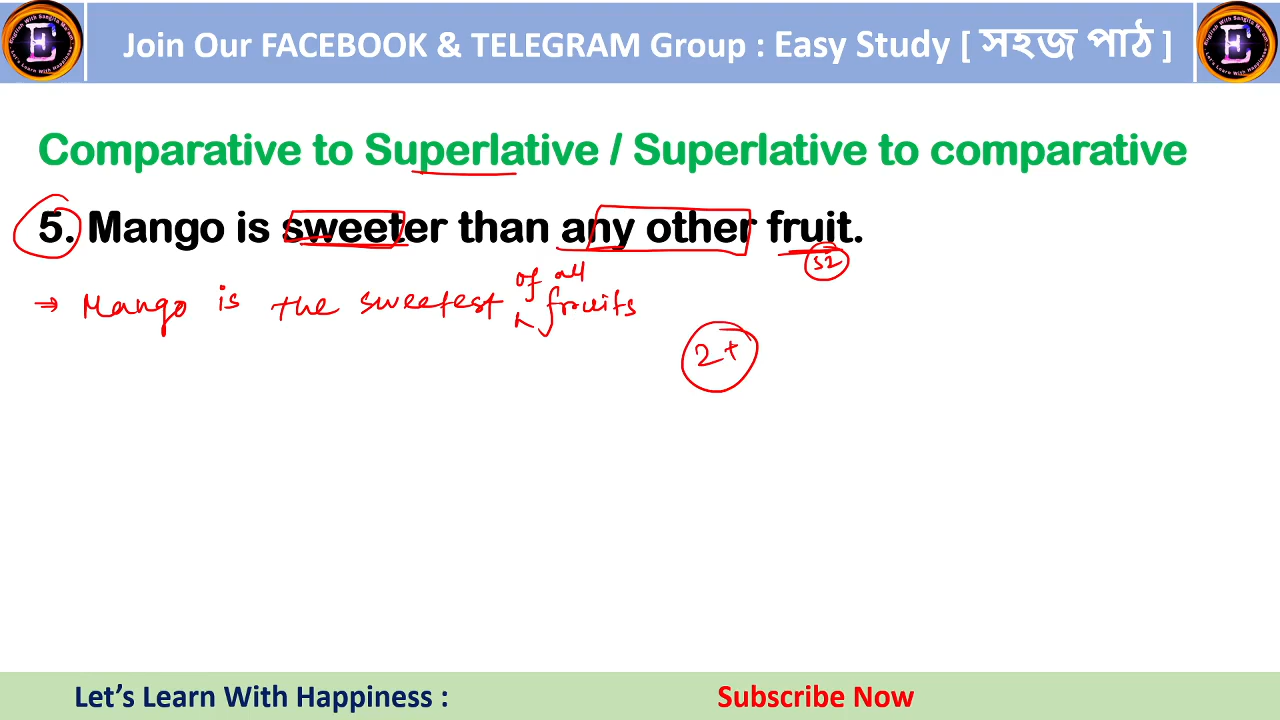 Join Our FACEBOOK & TELEGRAM Group : Easy Study [ সহজ পাঠ ]
Comparative to Superlative / Superlative to comparative
5. Mango is sweeter than any other fruit.
S2
→ Mango is the sweetest of all fruits
2+
Let's Learn With Happiness :
Subscribe Now